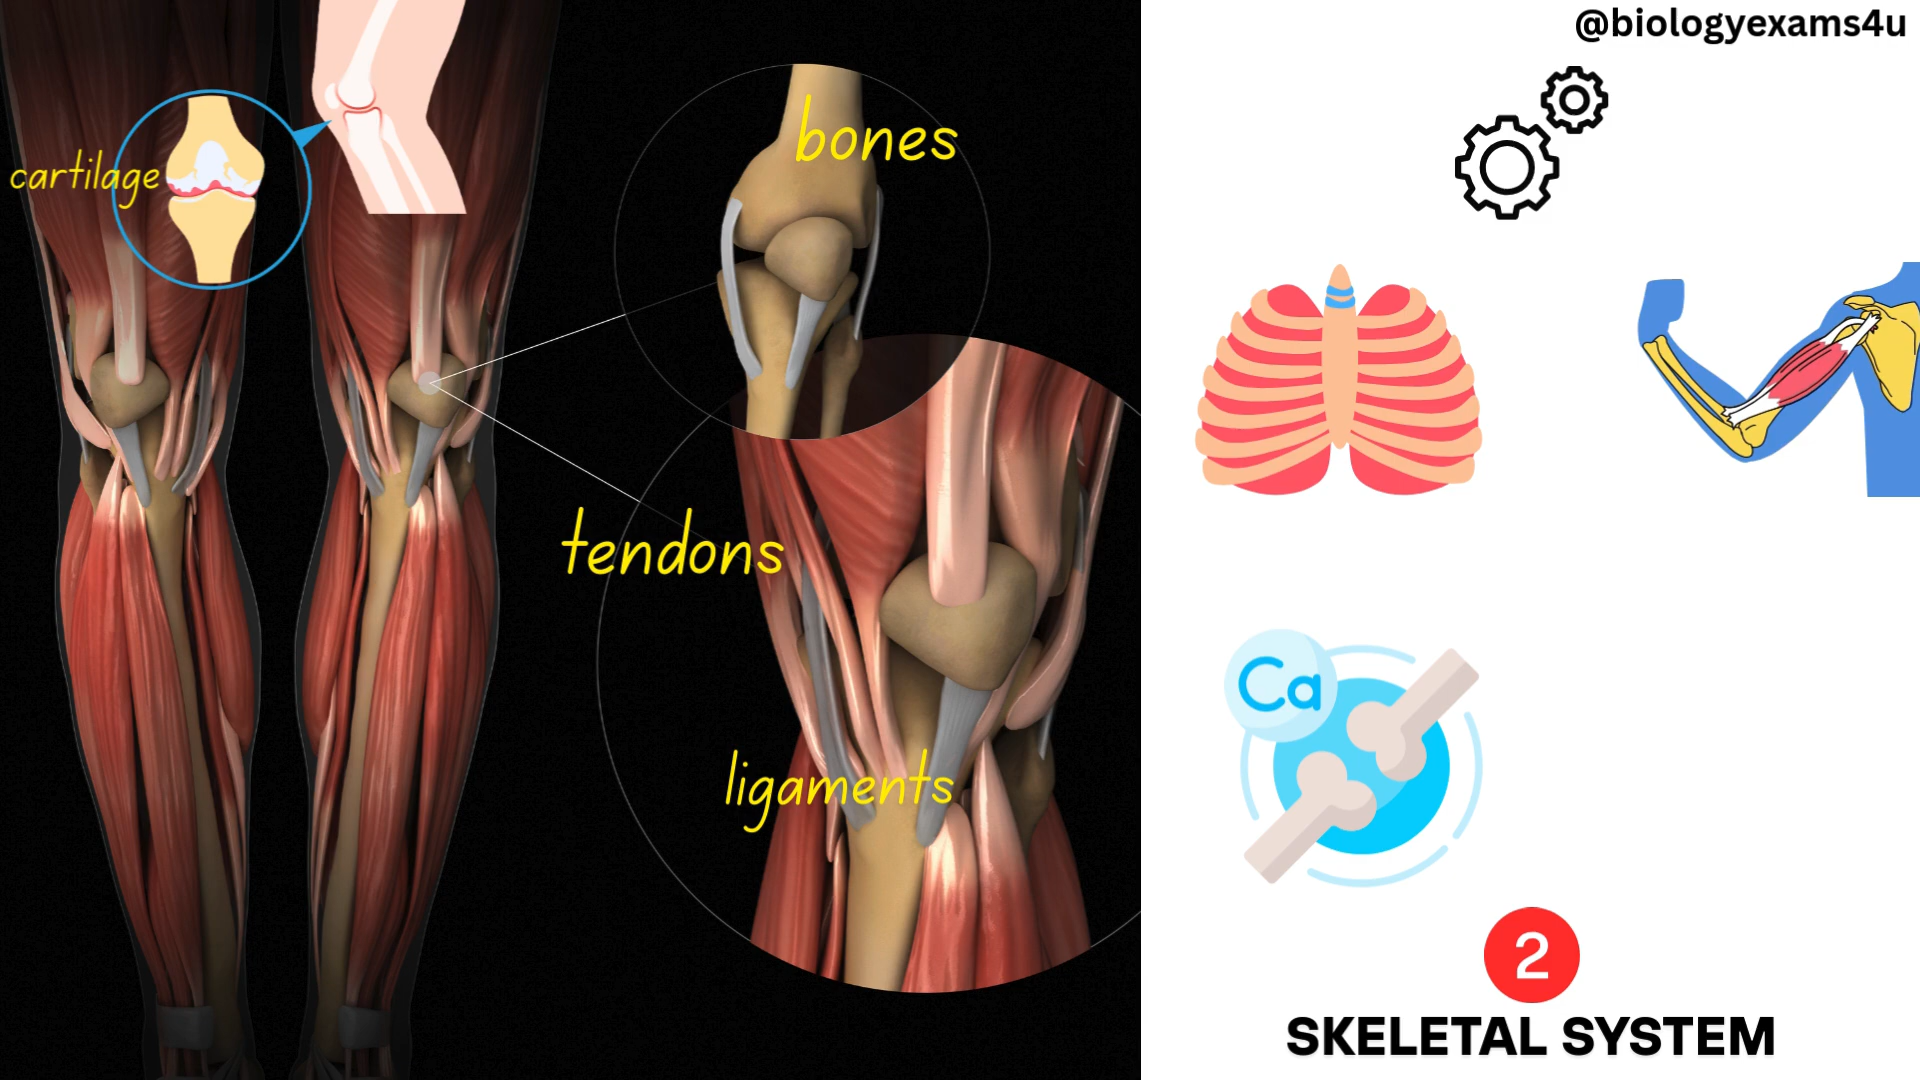 @biologyexams4u
bones
cartilage
tendons
Ca
ligaments
2
SKELETAL SYSTEM